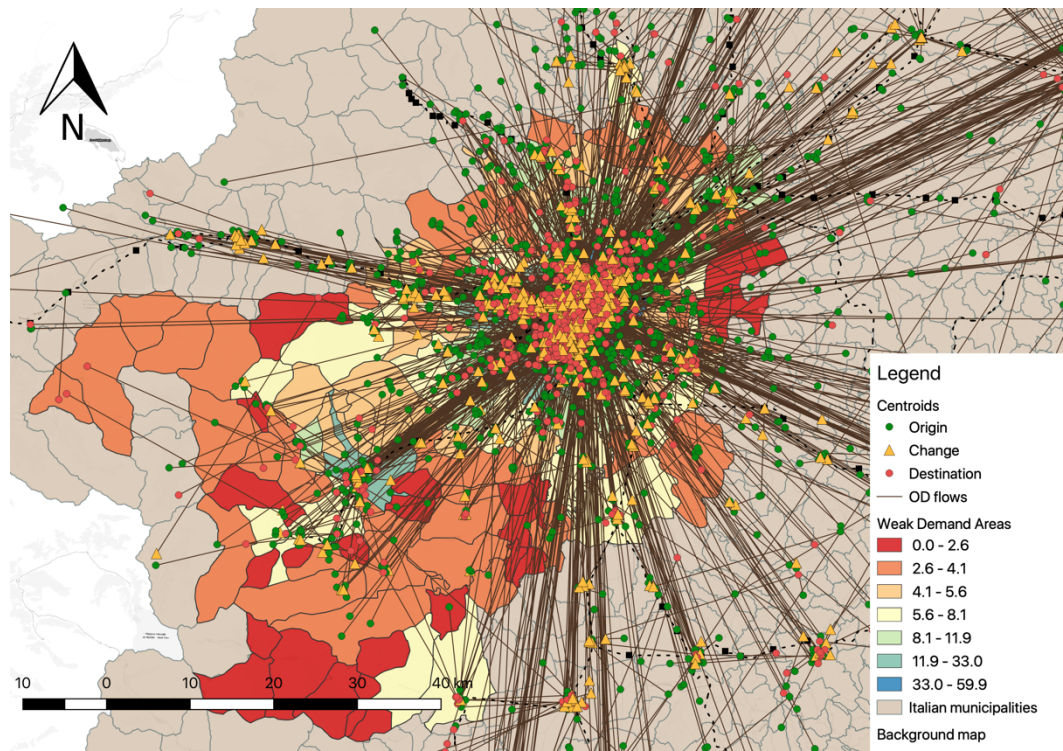 N
10 0 10 20 30 40 km
Legend
Centroids
Origin
Change
Destination
OD flows
Weak Demand Areas
0.0 - 2.6
2.6 - 4.1
4.1 - 5.6
5.6 - 8.1
8.1 - 11.9
11.9 - 33.0
33.0 - 59.9
Italian municipalities
Background map